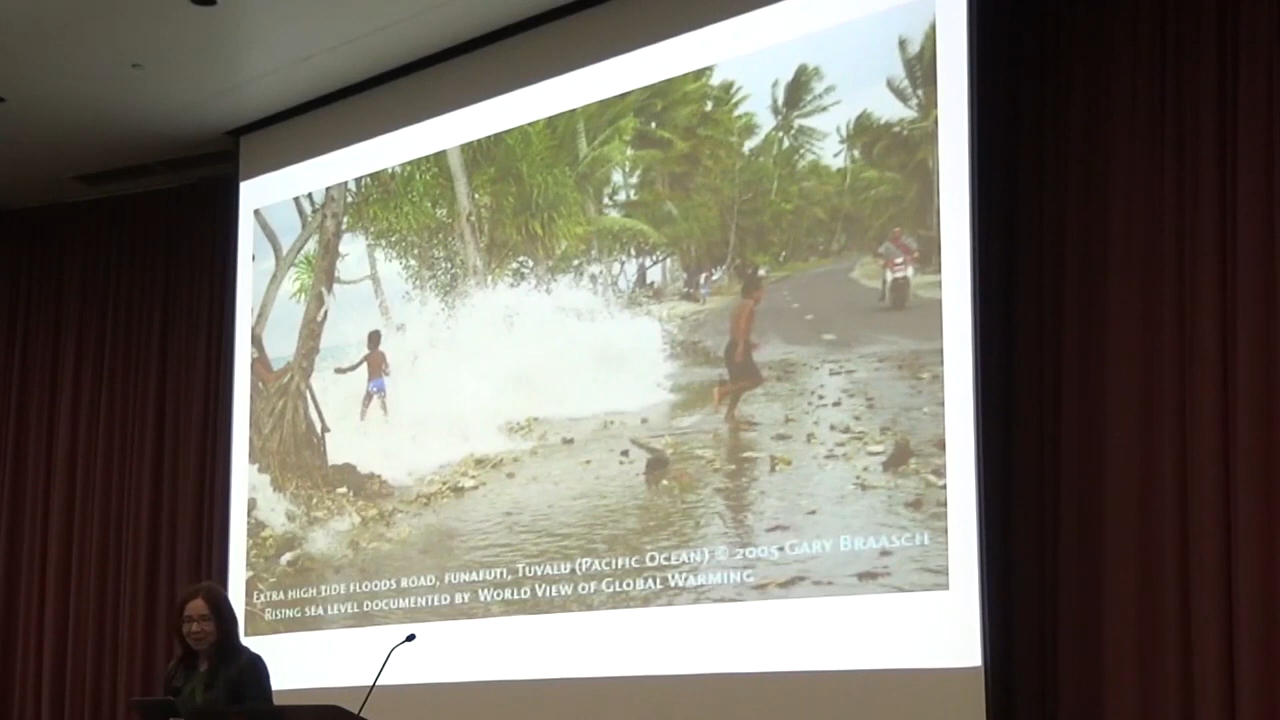 Extra high tide floods road, Funafuti, Tuvalu (Pacific Ocean) © 2005 Gary Braasch
Rising sea level documented by World View of Global Warming